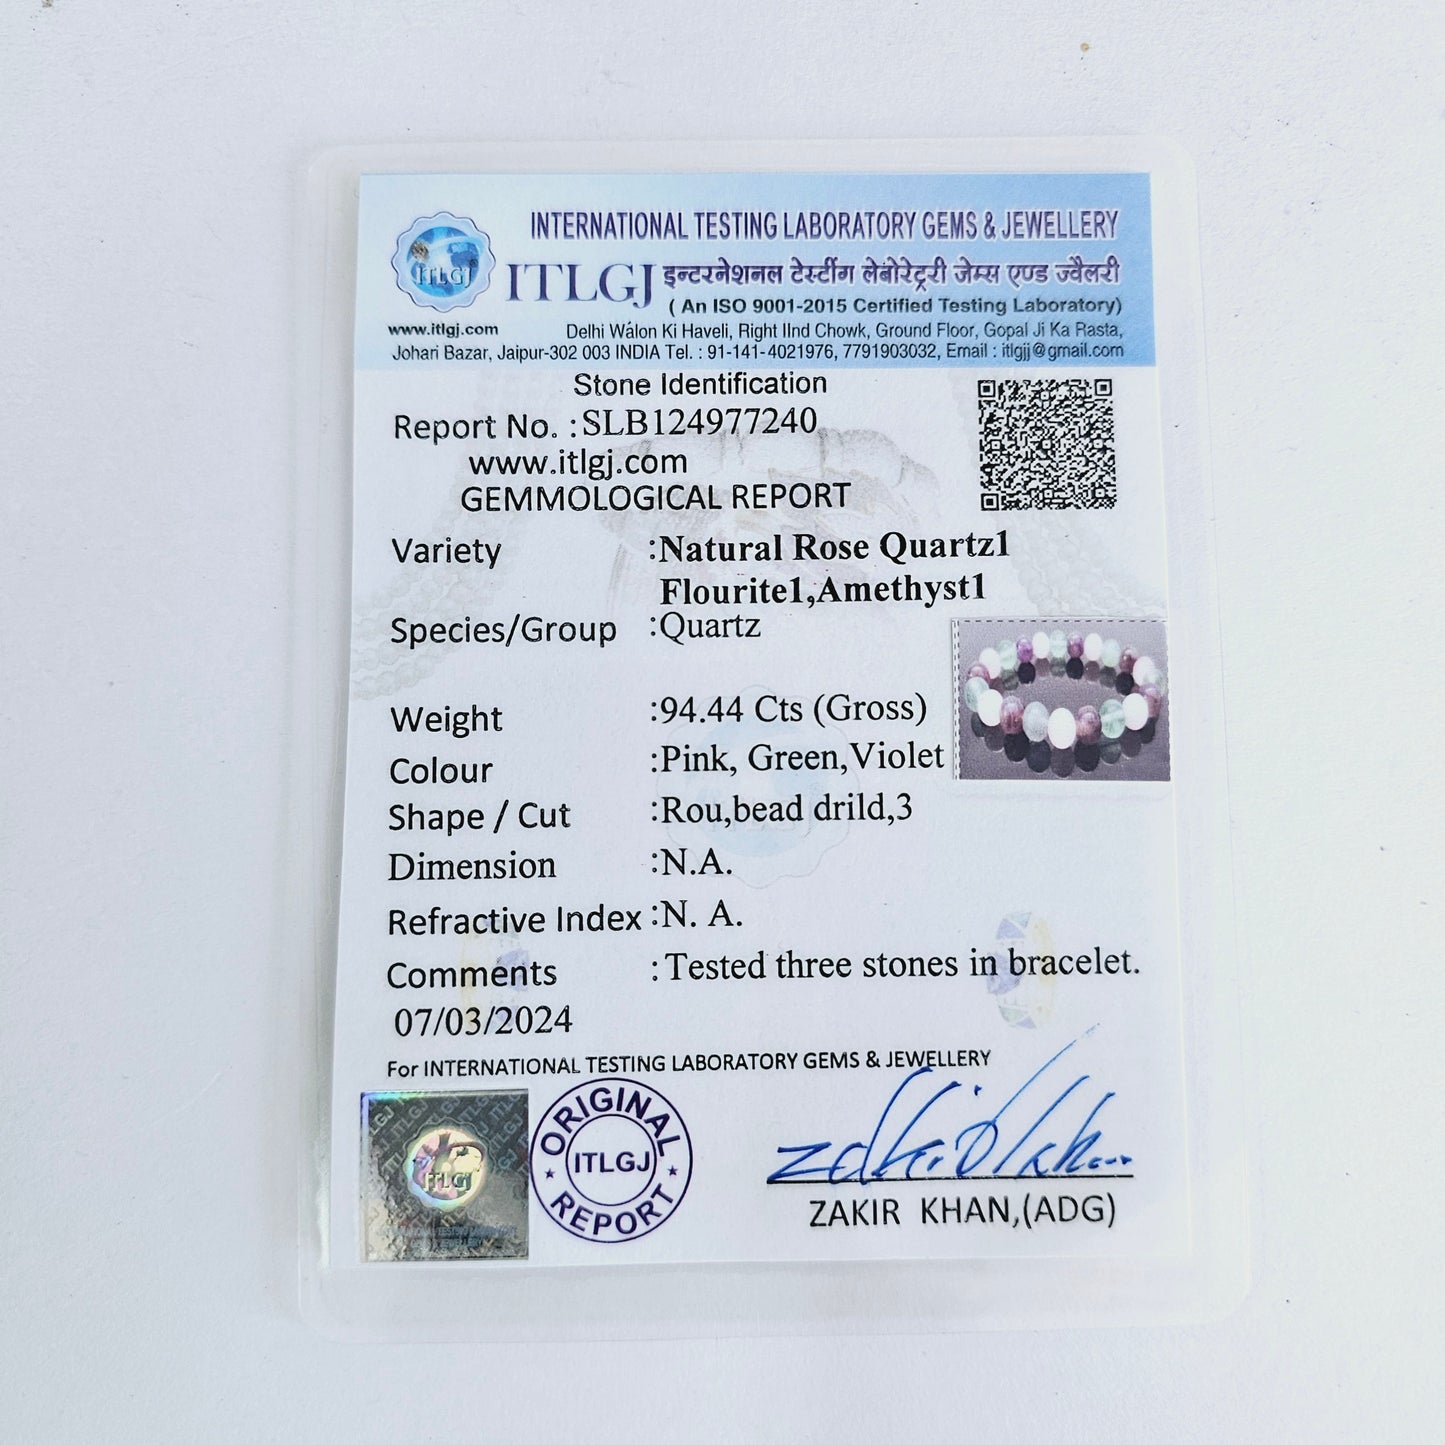 INTERNATIONAL TESTING LABORATORY GEMS & JEWELLERY
ITLGJ
ITLGJ इन्टरनेशनल टेस्टींग लेबोरेट्री जेम्स एण्ड ज्वैलरी
( An ISO 9001-2015 Certified Testing Laboratory)
www.itlgj.com Delhi Walon Ki Haveli, Right IInd Chowk, Ground Floor, Gopal Ji Ka Rasta,
Johari Bazar, Jaipur-302 003 INDIA Tel. : 91-141-4021976, 7791903032, Email : itlgjj@gmail.com
Stone Identification
Report No. :SLB124977240
www.itlgj.com
GEMMOLOGICAL REPORT
Variety :Natural Rose Quartz1
Flourite1,Amethyst1
Species/Group :Quartz
Weight :94.44 Cts (Gross)
Colour :Pink, Green,Violet
Shape / Cut :Rou,bead drild,3
Dimension :N.A.
Refractive Index :N. A.
Comments :Tested three stones in bracelet.
07/03/2024
For INTERNATIONAL TESTING LABORATORY GEMS & JEWELLERY
ITLGJ
ORIGINAL
ITLGJ
REPORT
ZAKIR KHAN,(ADG)